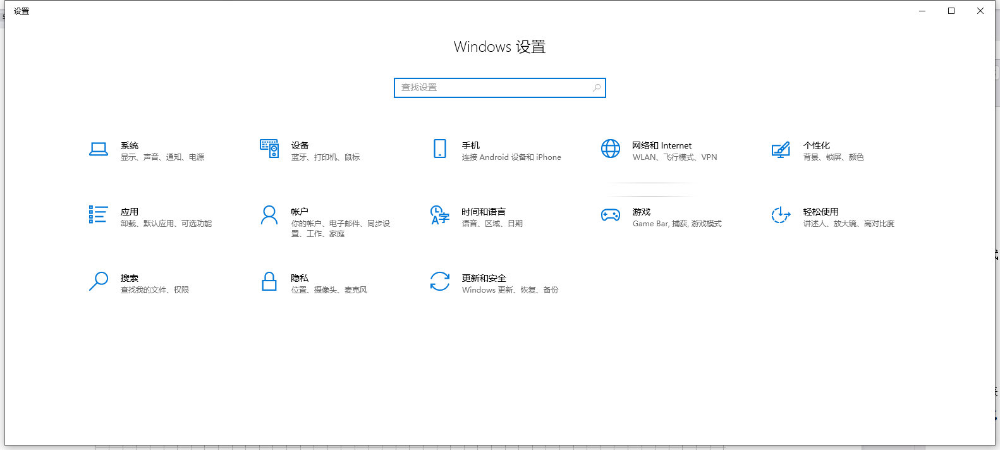 设置
Windows 设置
查找设置
系统
显示、声音、通知、电源
设备
蓝牙、打印机、鼠标
手机
连接 Android 设备和 iPhone
网络和 Internet
WLAN、飞行模式、VPN
个性化
背景、锁屏、颜色
应用
卸载、默认应用、可选功能
帐户
你的帐户、电子邮件、同步设
置、工作、家庭
时间和语言
语音、区域、日期
游戏
Game Bar, 捕获, 游戏模式
轻松使用
讲述人、放大镜、高对比度
搜索
查找我的文件、权限
隐私
位置、摄像头、麦克风
更新和安全
Windows 更新、恢复、备份